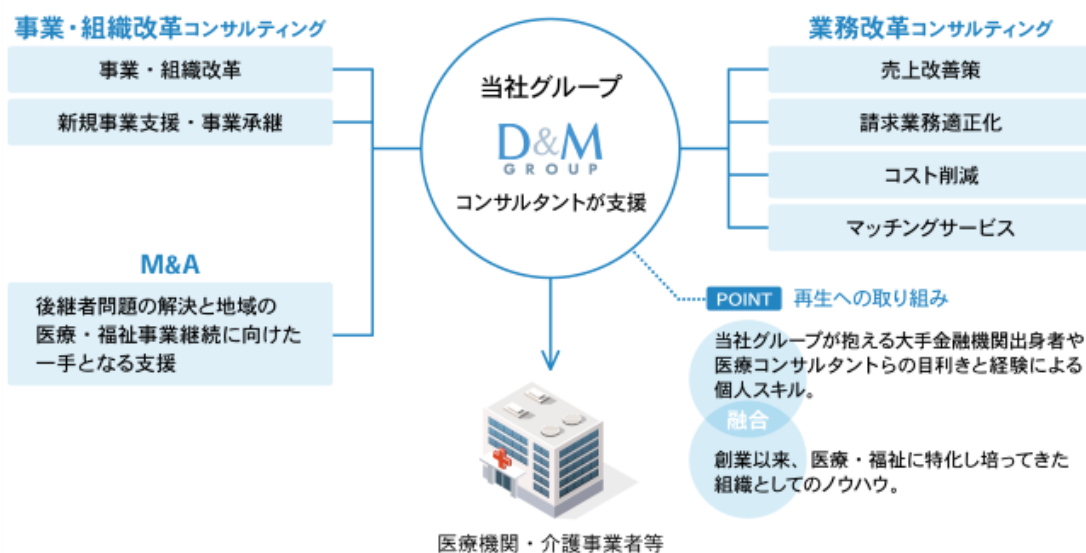 事業・組織改革コンサルティング
事業・組織改革
新規事業支援・事業承継
M&A
後継者問題の解決と地域の
医療・福祉事業継続に向けた
一手となる支援
当社グループ
D&M
GROUP
コンサルタントが支援
業務改革コンサルティング
売上改善策
請求業務適正化
コスト削減
マッチングサービス
POINT 再生への取り組み
当社グループが抱える大手金融機関出身者や
医療コンサルタントらの目利きと経験による
個人スキル。
融合
創業以来、医療・福祉に特化し培ってきた
組織としてのノウハウ。
医療機関・介護事業者等